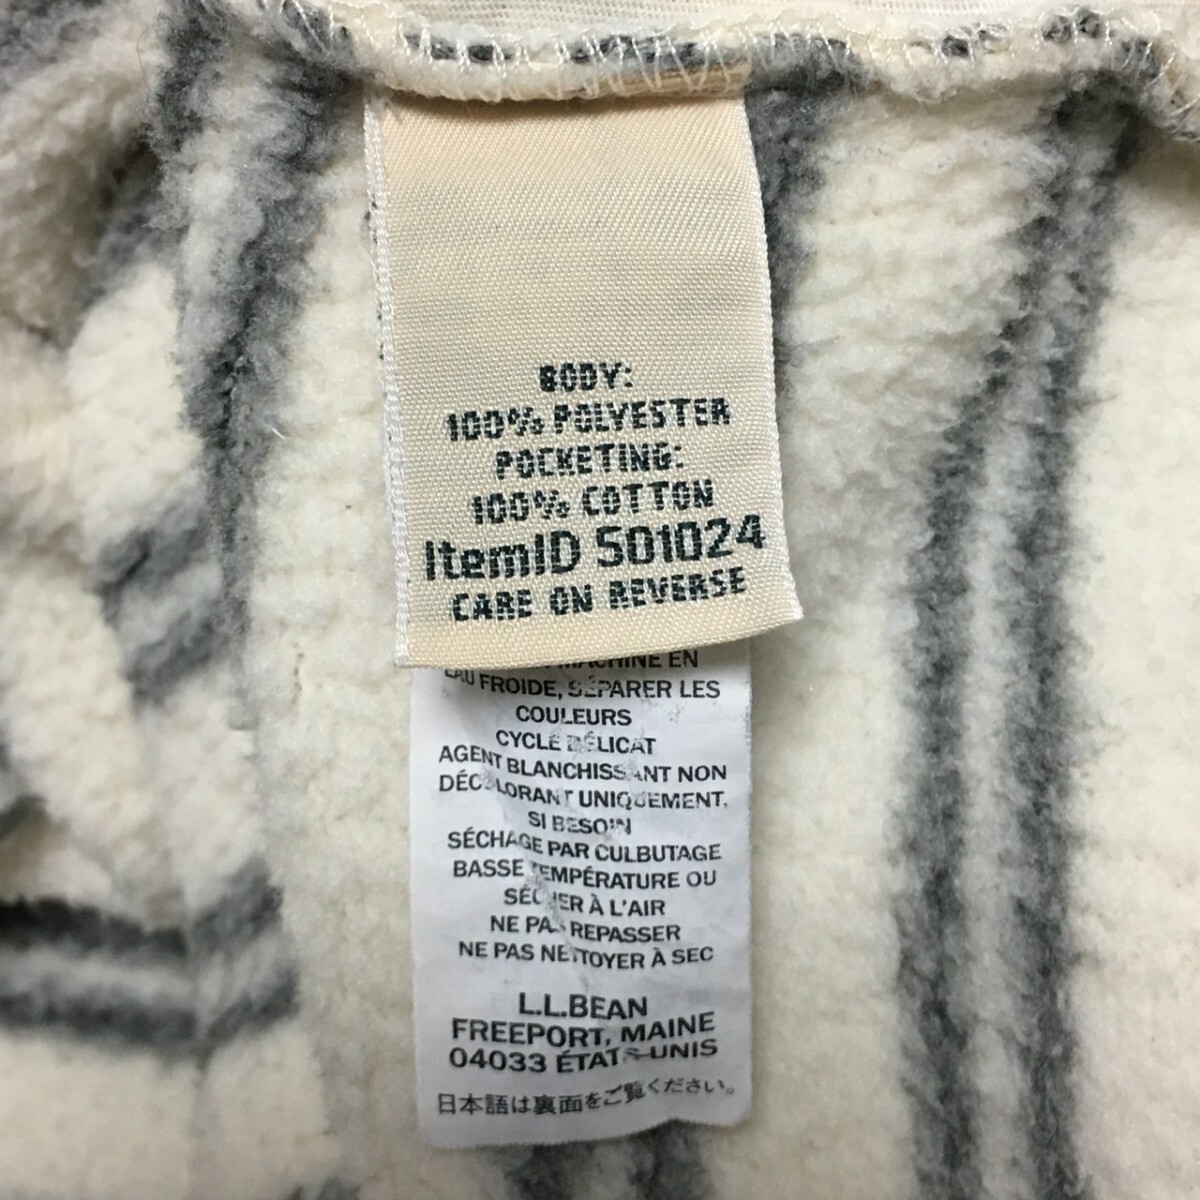 BODY:
100% POLYESTER
POCKETING:
100% COTTON
ItemID 501024
CARE ON REVERSE
MACHINE EN
EAU FROIDE, SÉPARER LES
COULEURS
CYCLE DÉLICAT
AGENT BLANCHISSANT NON
DÉCOLORANT UNIQUEMENT,
SI BESOIN
SÉCHAGE PAR CULBUTAGE
BASSE TEMPÉRATURE OU
SÉCHER À L'AIR
NE PAS REPASSER
NE PAS NETTOYER À SEC
L.L.BEAN
FREEPORT, MAINE
04033 ÉTATS-UNIS
日本語は裏面をご覧ください。